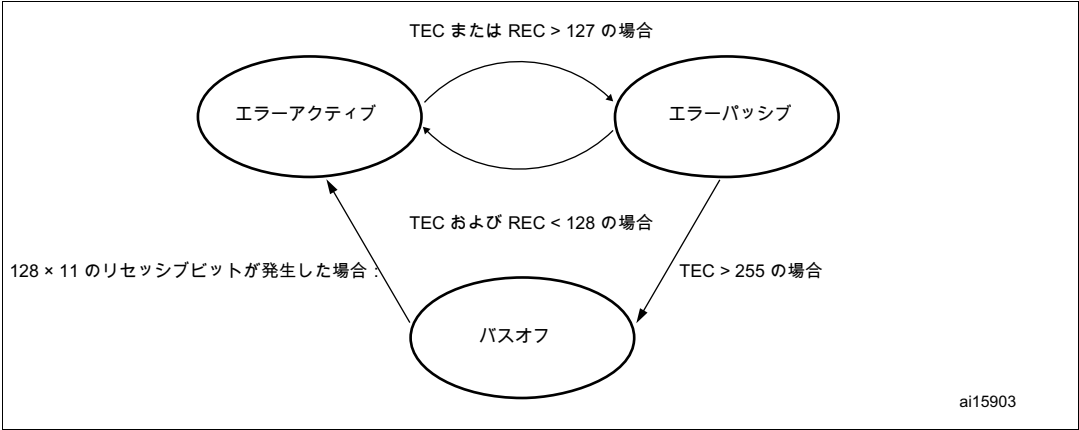 TEC または REC > 127 の場合
エラーアクティブ
エラーパッシブ
TEC および REC < 128 の場合
128 × 11 のリセッシブビットが発生した場合：
TEC > 255 の場合
バスオフ
ai15903